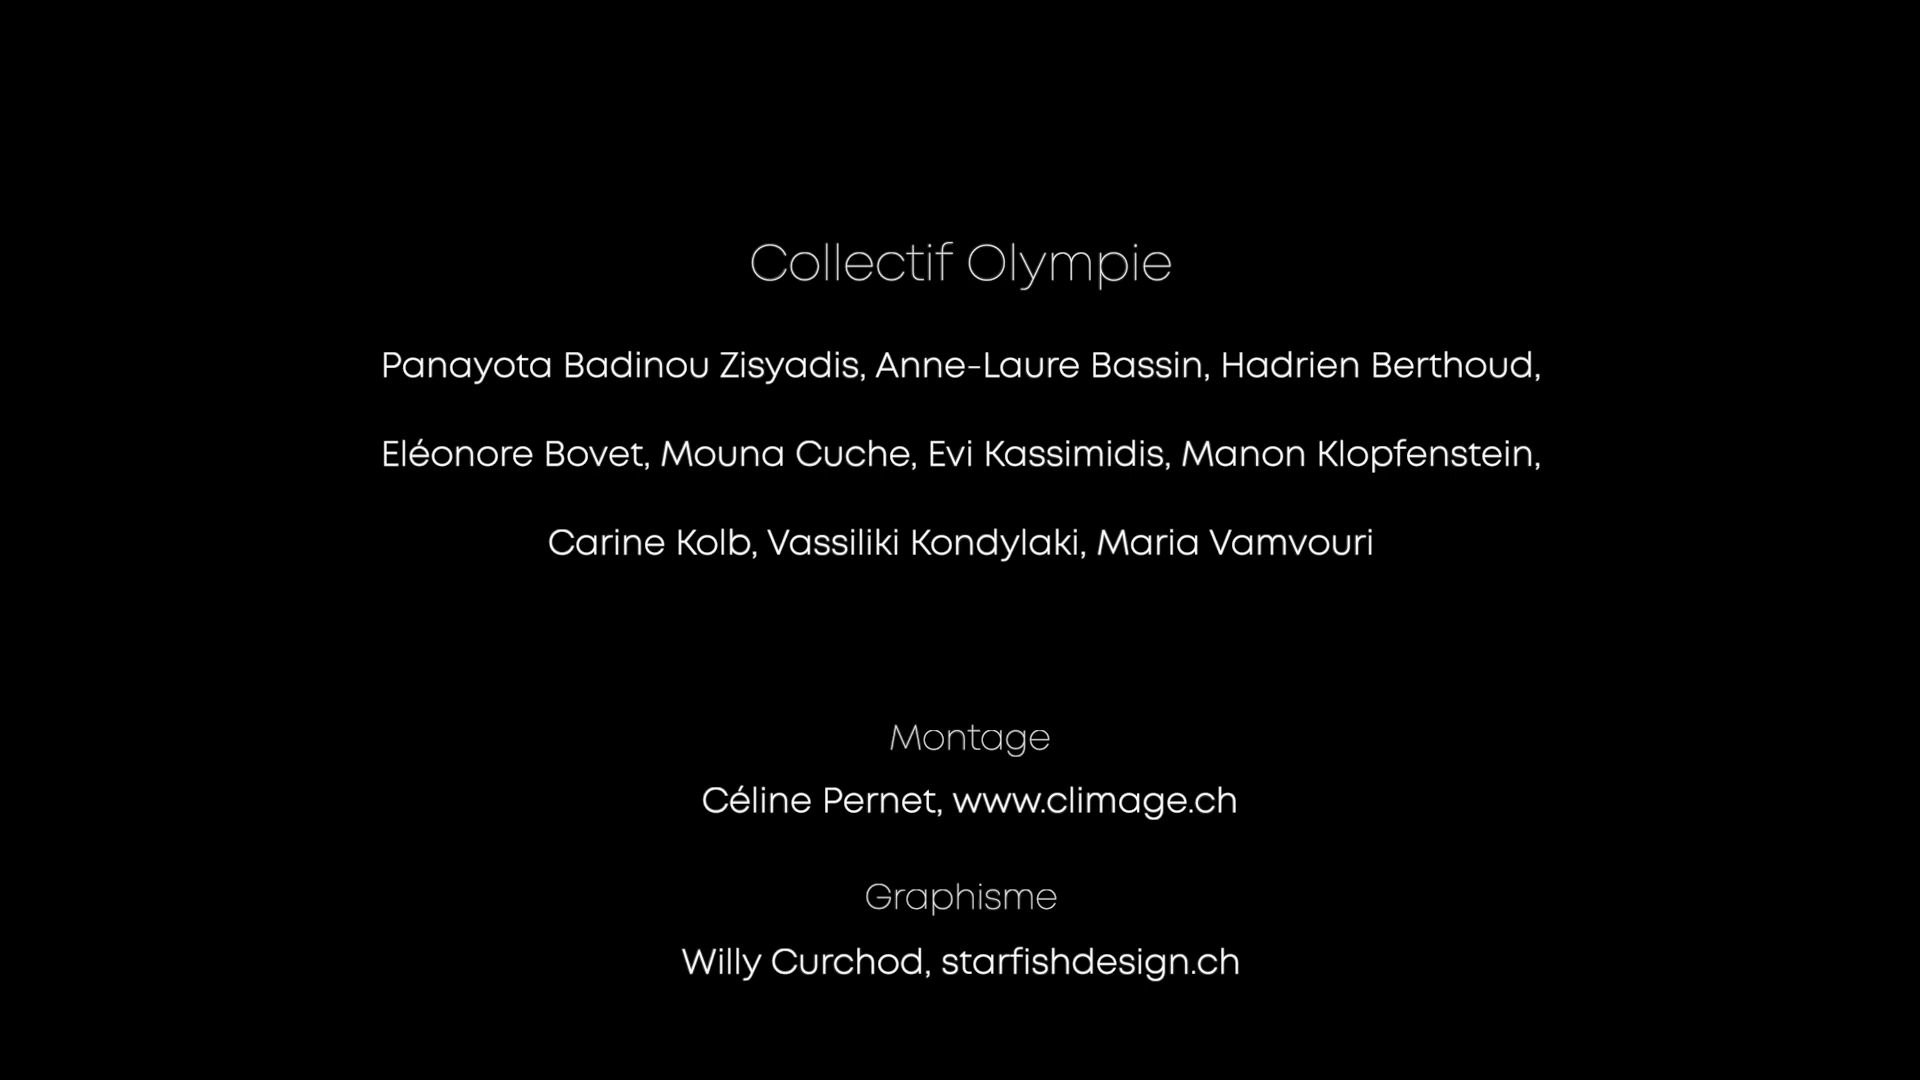 Collectif Olympie
Panayota Badinou Zisyadis, Anne-Laure Bassin, Hadrien Berthoud,
Eléonore Bovet, Mouna Cuche, Evi Kassimidis, Manon Klopfenstein,
Carine Kolb, Vassiliki Kondylaki, Maria Vamvouri
Montage
Céline Pernet, www.climage.ch
Graphisme
Willy Curchod, starfishdesign.ch